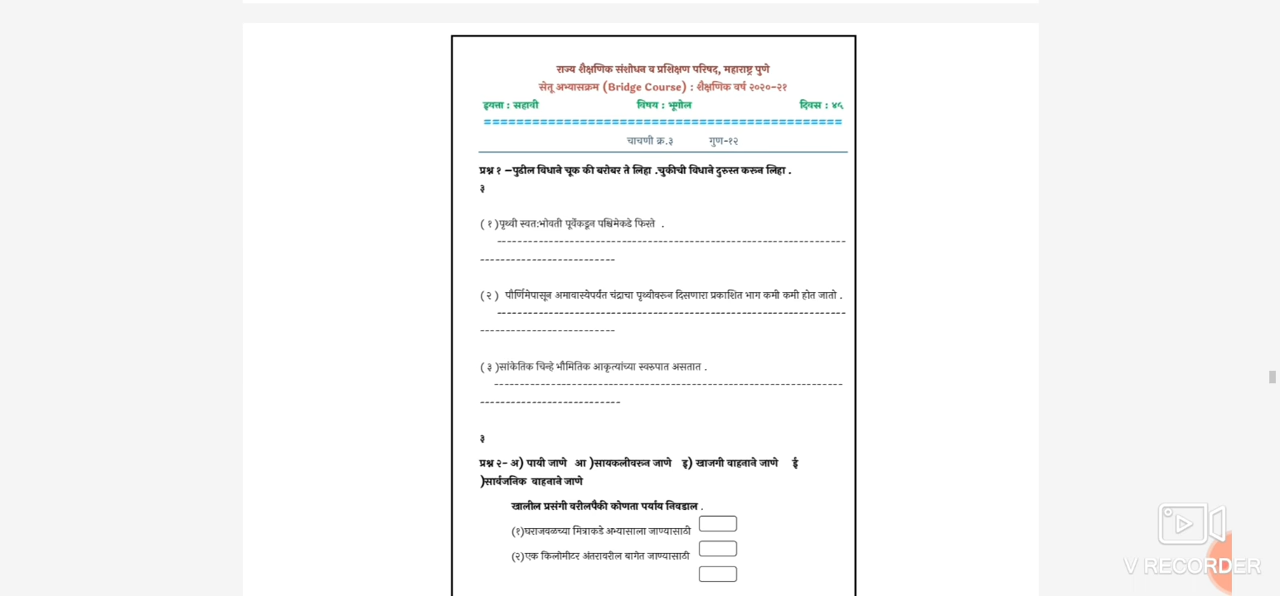 राज्य शैक्षणिक संशोधन व प्रशिक्षण परिषद, महाराष्ट्र पुणे
सेतू अभ्यासक्रम (Bridge Course) : शैक्षणिक वर्ष २०२०-२१
इयत्ता : सहावी विषय : भूगोल दिवस : ४५
चाचणी क्र.३ गुण-१२
प्रश्न १ –पुढील विधाने चूक की बरोबर ते लिहा .चुकीची विधाने दुरुस्त करून लिहा .
३
( १ )पृथ्वी स्वत:भोवती पूर्वेकडून पश्चिमेकडे फिरते .
( २ ) पौर्णिमेपासून अमावास्येपर्यंत चंद्राचा पृथ्वीवरून दिसणारा प्रकाशित भाग कमी कमी होत जातो .
( ३ )सांकेतिक चिन्हे भौमितिक आकृत्यांच्या स्वरुपात असतात .
३
प्रश्न २- अ) पायी जाणे आ )सायकलीवरून जाणे इ) खाजगी वाहनाने जाणे ई
)सार्वजनिक वाहनाने जाणे
खालील प्रसंगी वरीलपैकी कोणता पर्याय निवडाल .
(१)घराजवळच्या मित्राकडे अभ्यासाला जाण्यासाठी
(२)एक किलोमीटर अंतरावरील बागेत जाण्यासाठी
V RECORDER